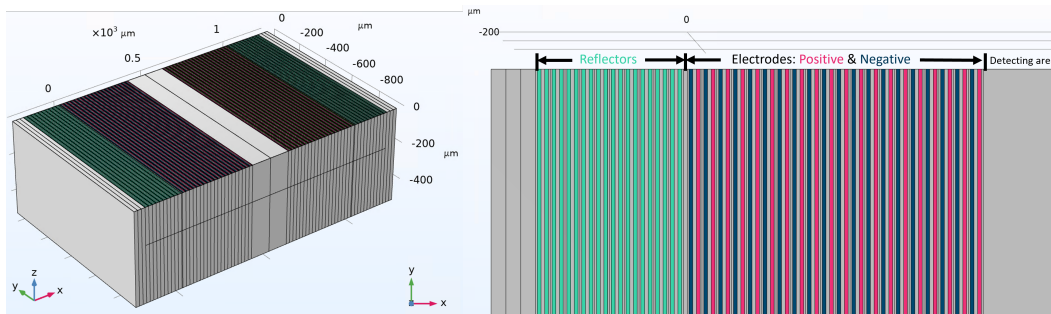 ×10³ µm
0
0.5
1
0
-200
-400
-600
-800
µm
0
-200
-400
µm
z
y
x
y
x
µm
0
-200
Reflectors
Electrodes: Positive & Negative
Detecting are